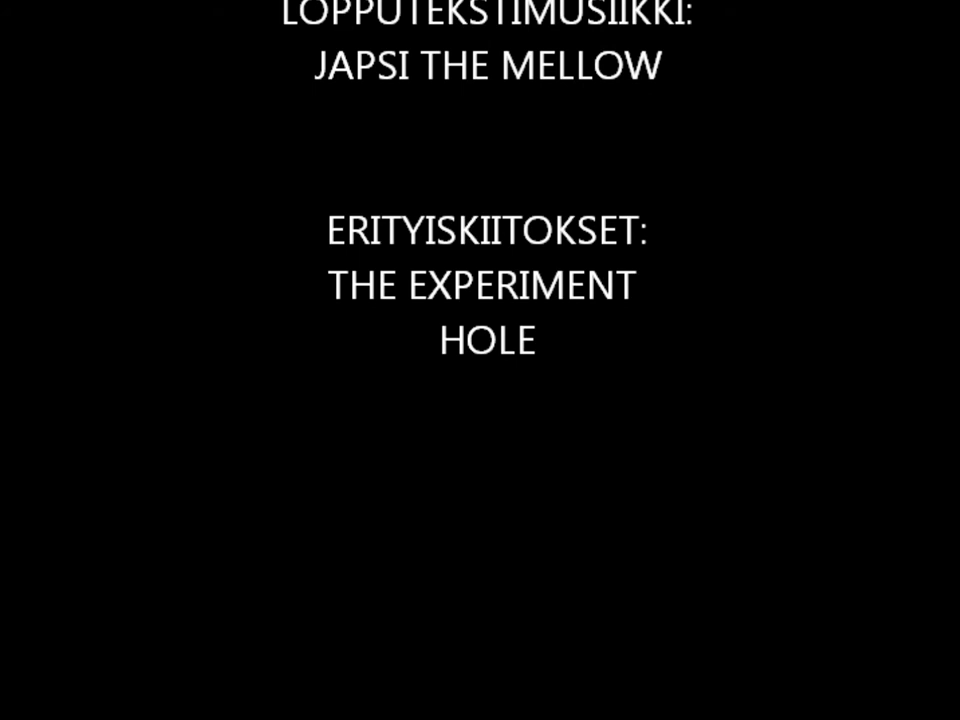 LOPPUTEKSTIMUSIIKKI:
JAPSI THE MELLOW
ERITYISKIITOKSET:
THE EXPERIMENT
HOLE